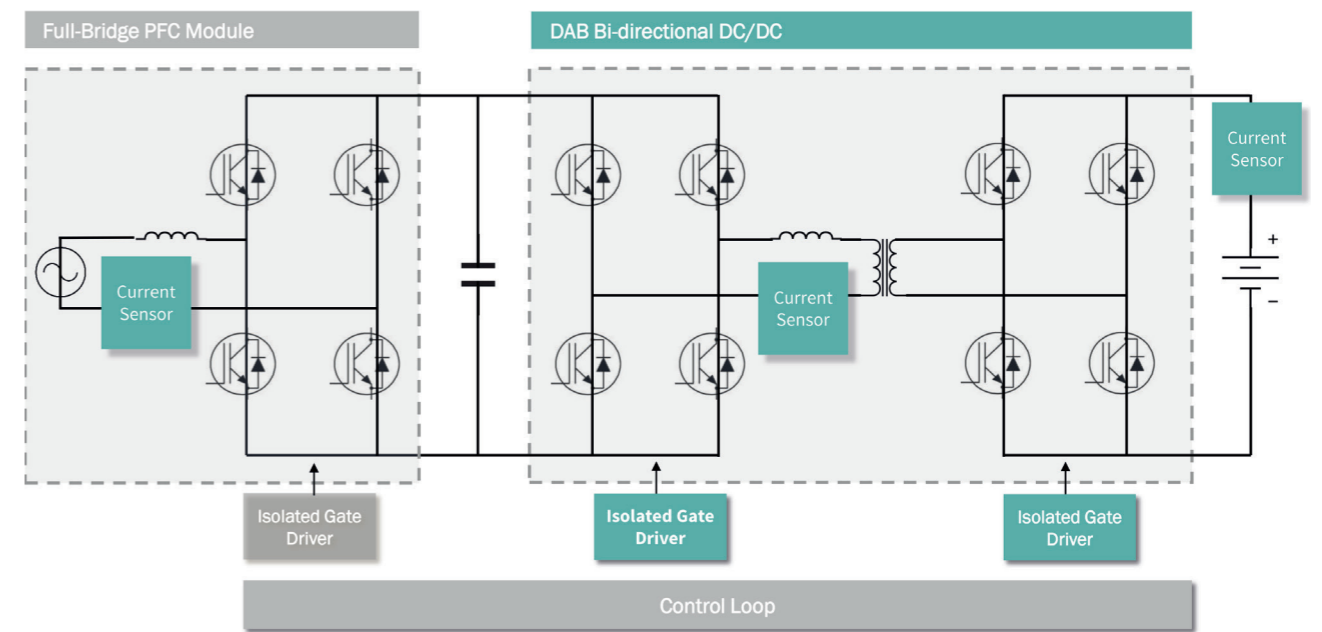 Full-Bridge PFC Module
DAB Bi-directional DC/DC
Current
Sensor
Current
Sensor
Current
Sensor
+
−
Isolated Gate
Driver
Isolated Gate
Driver
Isolated Gate
Driver
Control Loop